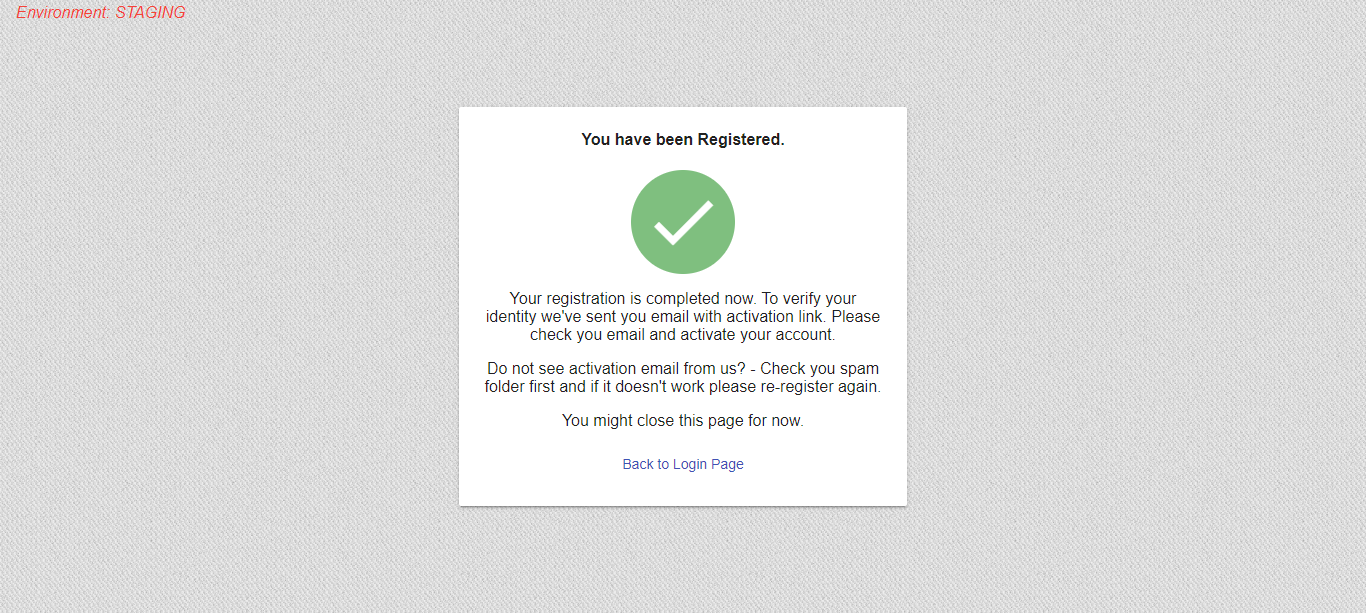 Environment: STAGING
You have been Registered.
Your registration is completed now. To verify your
identity we've sent you email with activation link. Please
check you email and activate your account.
Do not see activation email from us? - Check you spam
folder first and if it doesn't work please re-register again.
You might close this page for now.
Back to Login Page